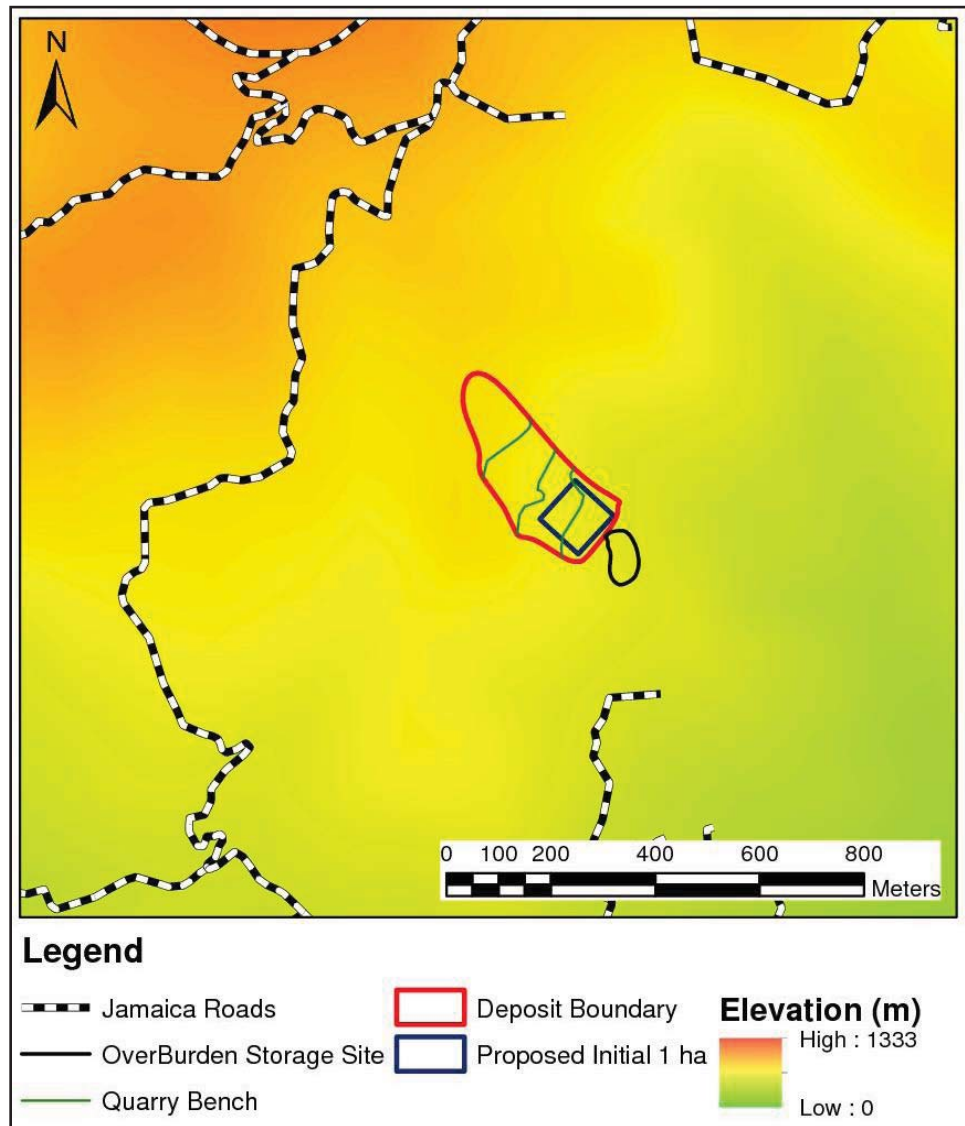 N
0 100 200 400 600 800
Meters
Legend
Jamaica Roads
OverBurden Storage Site
Quarry Bench
Deposit Boundary
Proposed Initial 1 ha
Elevation (m)
High : 1333
Low : 0